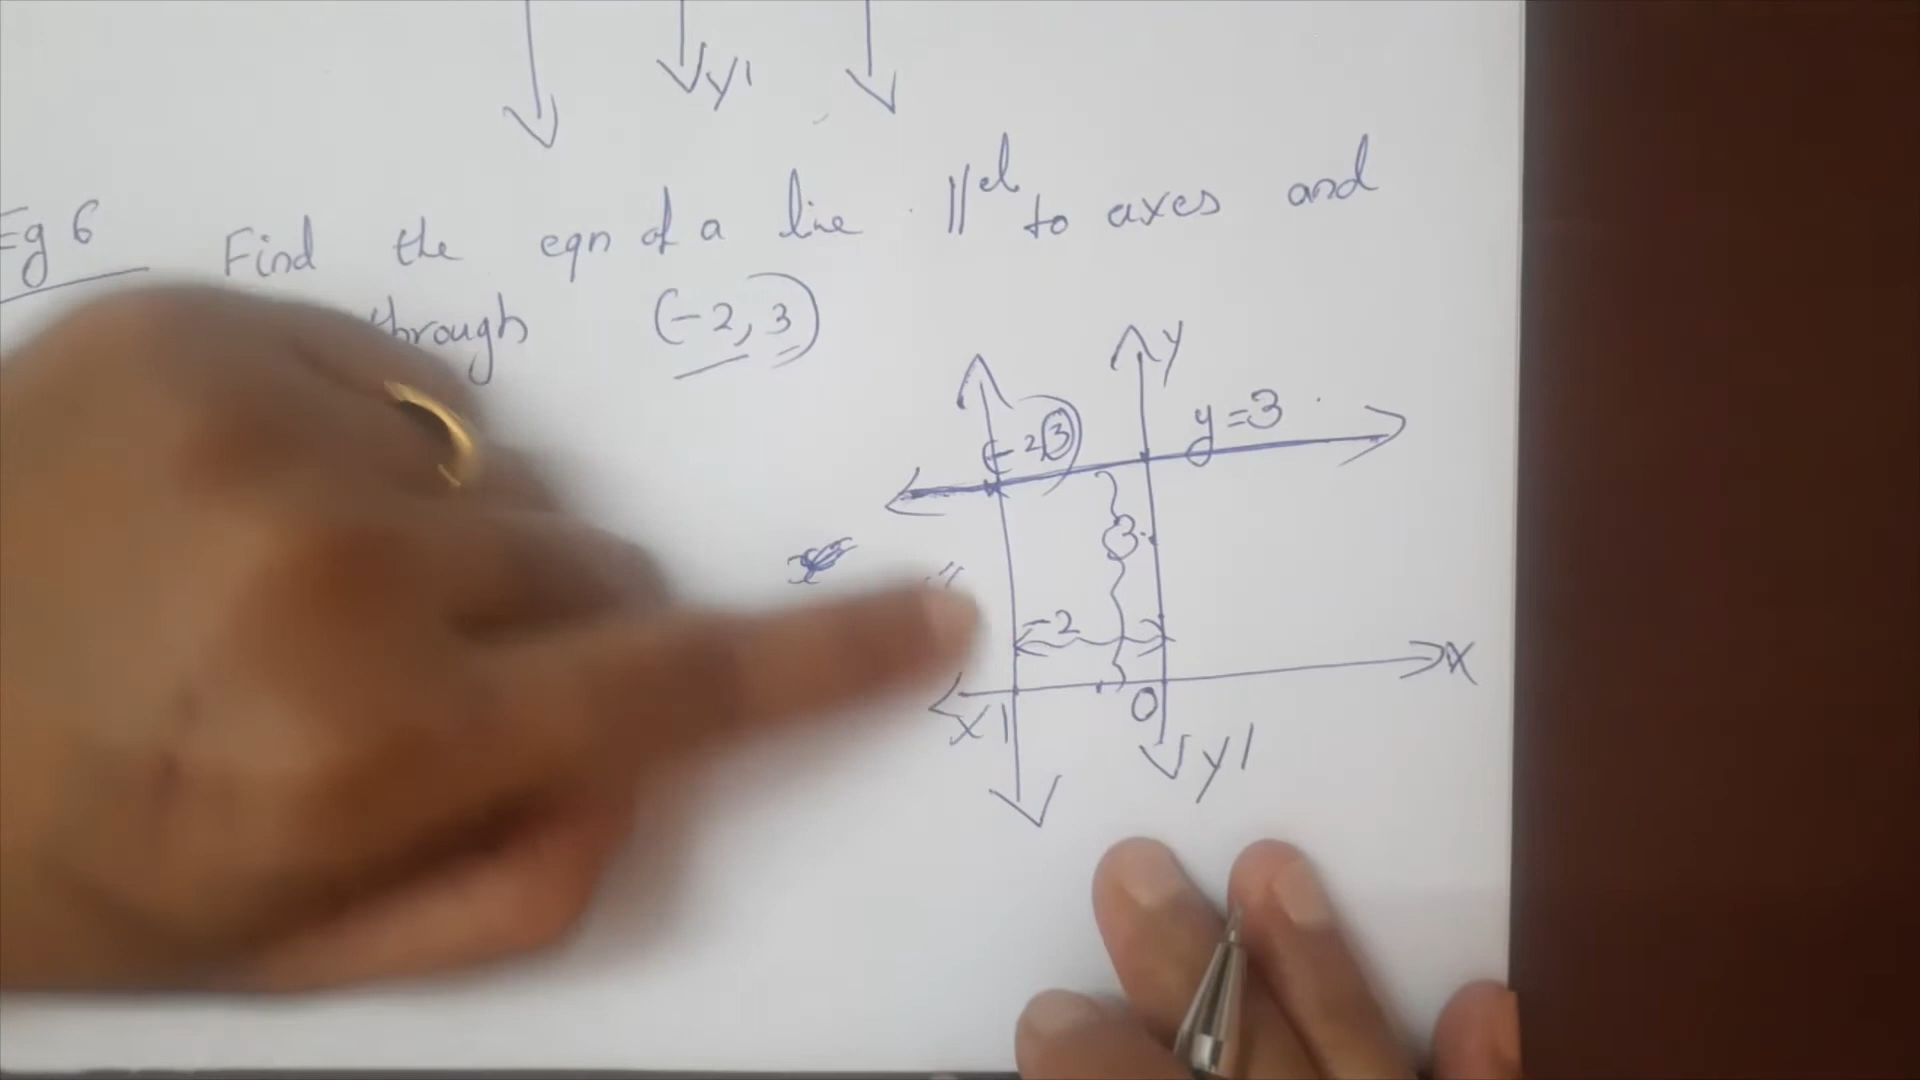 y'
Eg 6 Find the eqn of a line ||el to axes and
through (-2, 3)
y
(-2, 3) y = 3
3
-2
x
x' 0
y'